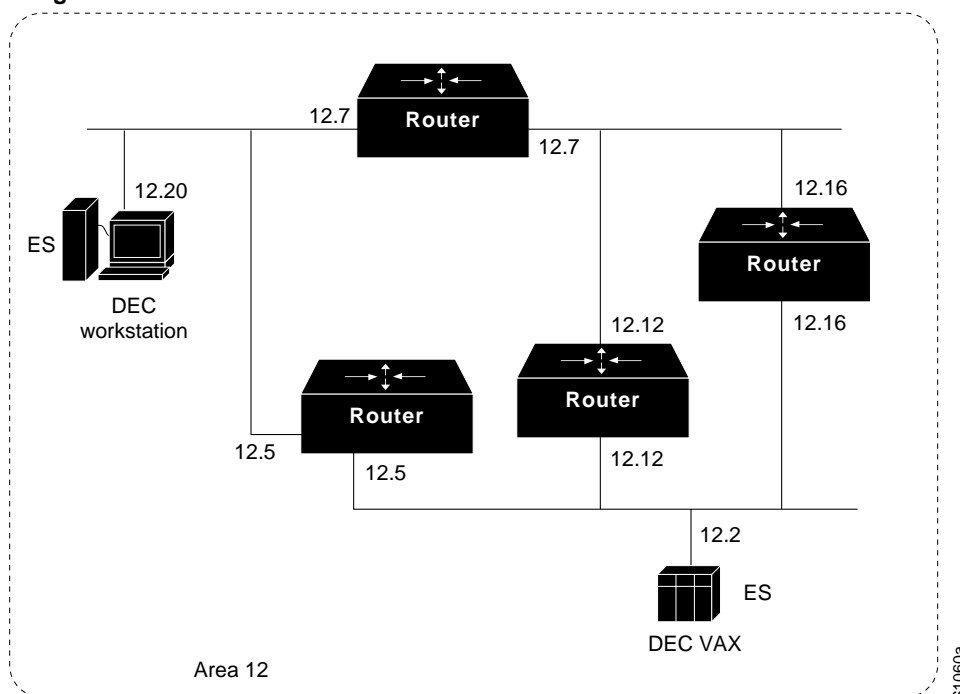 12.7
Router
12.7
12.20
12.16
ES
Router
DEC
workstation
12.16
12.12
Router
Router
12.5
12.5
12.12
12.2
ES
DEC VAX
Area 12